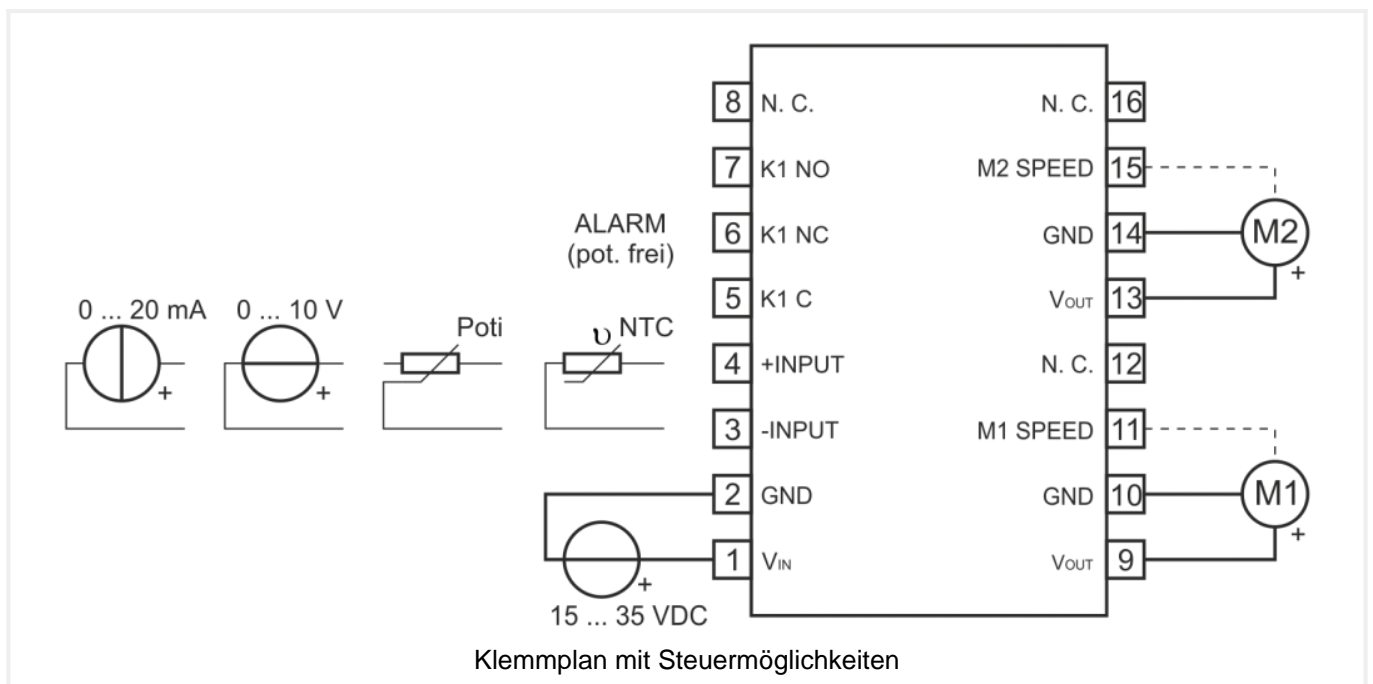 8 N. C.
N. C. 16
7 K1 NO
M2 SPEED 15
ALARM
(pot. frei)
6 K1 NC
GND 14
M2
+
0 ... 20 mA
0 ... 10 V
5 K1 C
VOUT 13
Poti
υ NTC
4 +INPUT
N. C. 12
+
+
3 -INPUT
M1 SPEED 11
2 GND
GND 10
M1
+
1 VIN
VOUT 9
+
15 ... 35 VDC
Klemmplan mit Steuermöglichkeiten